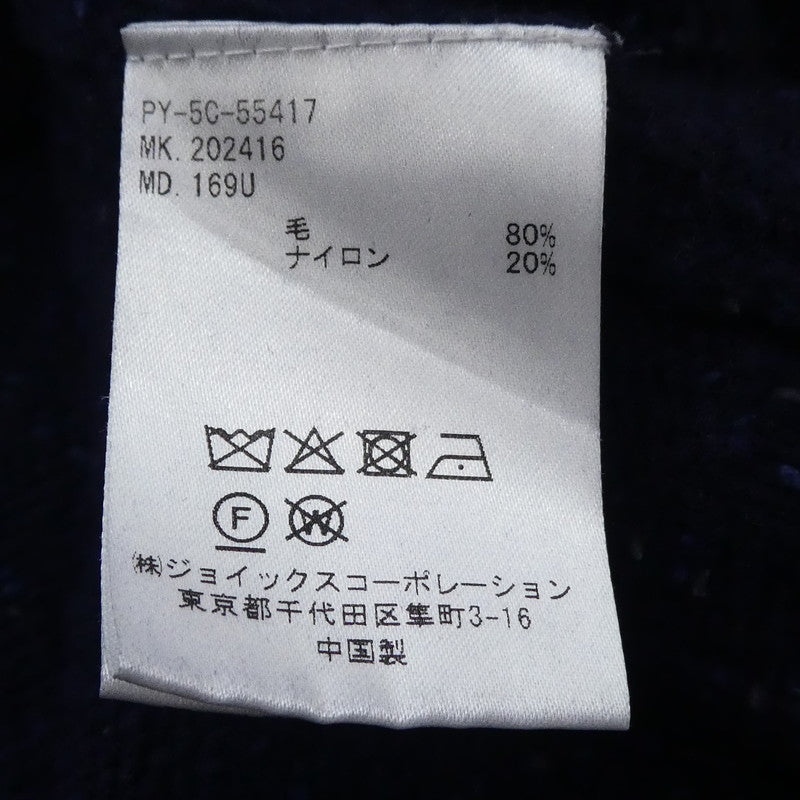 PY-5C-55417
MK. 202416
MD. 169U
毛 80%
ナイロン 20%
F
W
㈱ジョイックスコーポレーション
東京都千代田区隼町3-16
中国製